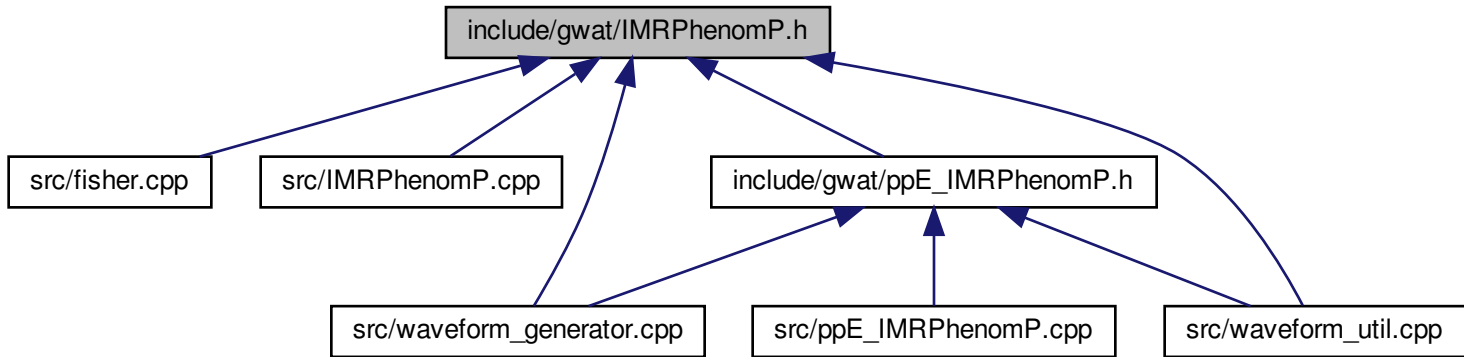 include/gwat/IMRPhenomP.h
src/fisher.cpp
src/IMRPhenomP.cpp
include/gwat/ppE_IMRPhenomP.h
src/waveform_generator.cpp
src/ppE_IMRPhenomP.cpp
src/waveform_util.cpp